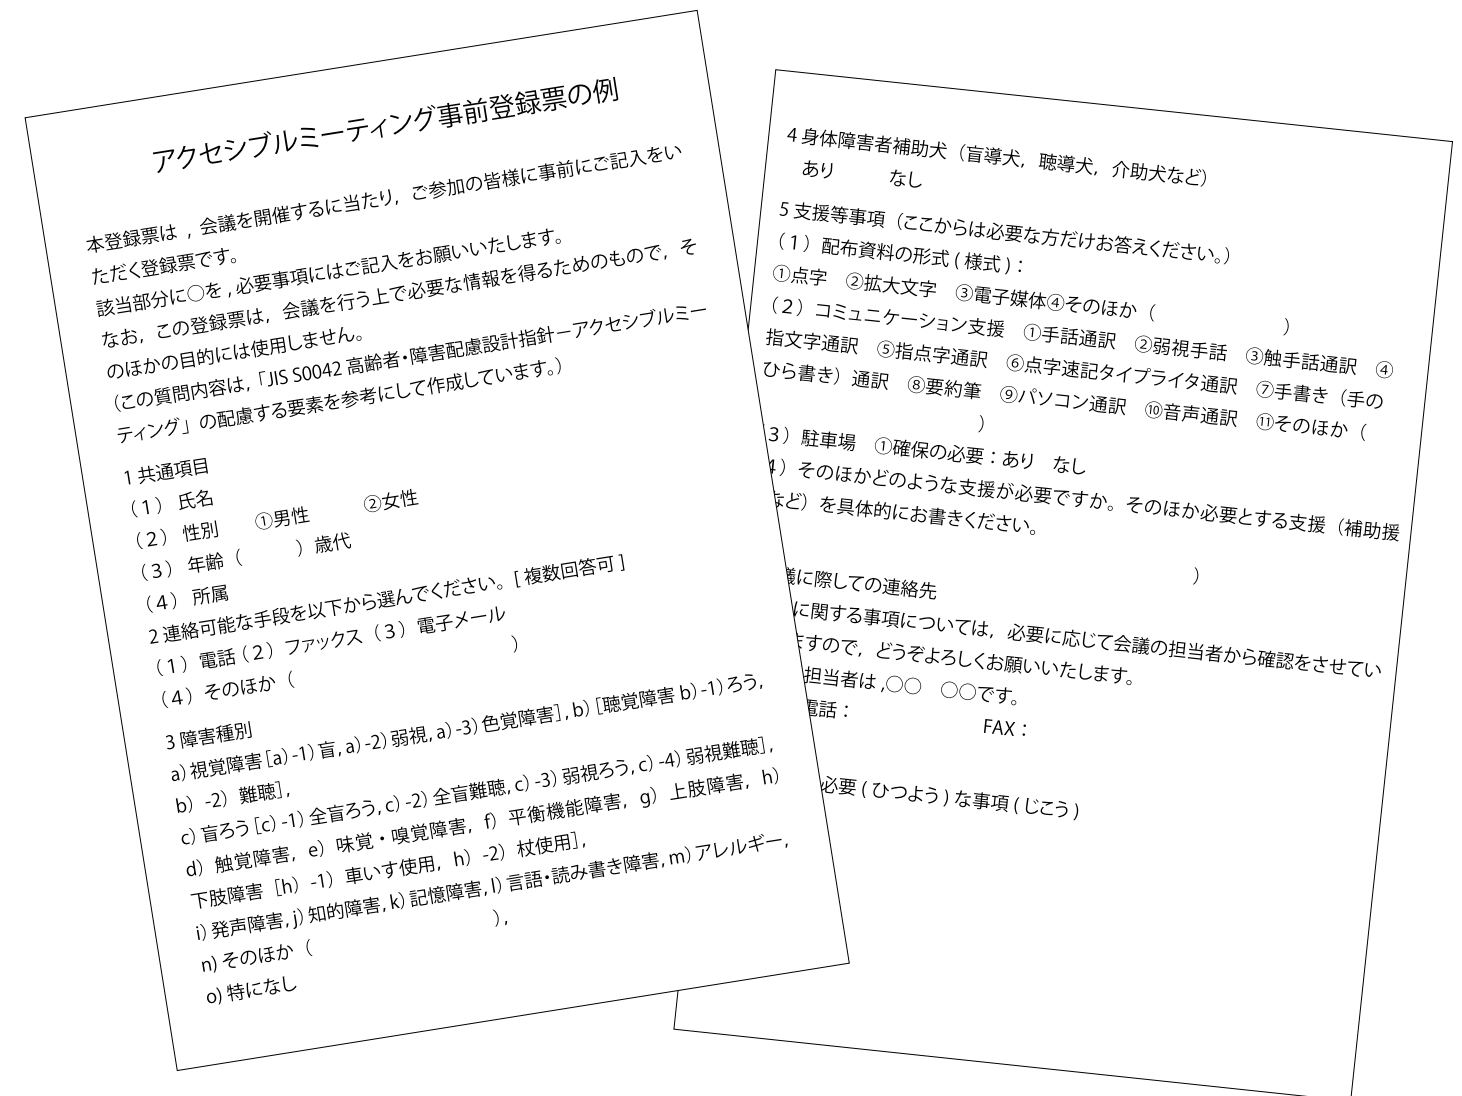 アクセシブルミーティング事前登録票の例
本登録票は , 会議を開催するに当たり，ご参加の皆様に事前にご記入をい
ただく登録票です。
該当部分に○を , 必要事項にはご記入をお願いいたします。
なお，この登録票は，会議を行う上で必要な情報を得るためのもので，そ
のほかの目的には使用しません。
（この質問内容は，「JIS S0042 高齢者・障害配慮設計指針－アクセシブルミー
ティング」の配慮する要素を参考にして作成しています。）
1 共通項目
（1） 氏名
（2） 性別　　①男性　　　②女性
（3） 年齢（　　　）歳代
（4） 所属
2 連絡可能な手段を以下から選んでください。[ 複数回答可 ]
（1）電話（2）ファックス（3）電子メール
（4）そのほか（　　　　　　　　　　　　）
3 障害種別
a）視覚障害［a）-1）盲，a）-2）弱視，a）-3）色覚障害］，b）［聴覚障害 b）-1）ろう，
b）-2）難聴］，
c）盲ろう［c）-1）全盲ろう，c）-2）全盲難聴，c）-3）弱視ろう，c）-4）弱視難聴］，
d）触覚障害，e）味覚・嗅覚障害，f）平衡機能障害，g）上肢障害，h）
下肢障害［h）-1）車いす使用，h）-2）杖使用］，
i）発声障害，j）知的障害，k）記憶障害，l）言語・読み書き障害，m）アレルギー，
n) そのほか（　　　　　　　　　　），
o) 特になし
4 身体障害者補助犬（盲導犬，聴導犬，介助犬など）
あり　　　なし
5 支援等事項（ここからは必要な方だけお答えください。）
（1）配布資料の形式 ( 様式 )：
①点字　②拡大文字　③電子媒体④そのほか（　　　　　　　）
（2）コミュニケーション支援　①手話通訳　②弱視手話　③触手話通訳　④
指文字通訳　⑤指点字通訳　⑥点字速記タイプライタ通訳　⑦手書き（手の
ひら書き）通訳　⑧要約筆　⑨パソコン通訳　⑩音声通訳　⑪そのほか（
）
3）駐車場　①確保の必要：あり　なし
4）そのほかどのような支援が必要ですか。そのほか必要とする支援（補助援
など）を具体的にお書きください。
）
議に際しての連絡先
に関する事項については，必要に応じて会議の担当者から確認をさせてい
ますので，どうぞよろしくお願いいたします。
担当者は ,○○　○○です。
電話：　　　　　　　FAX：
必要 ( ひつよう ) な事項 ( じこう )